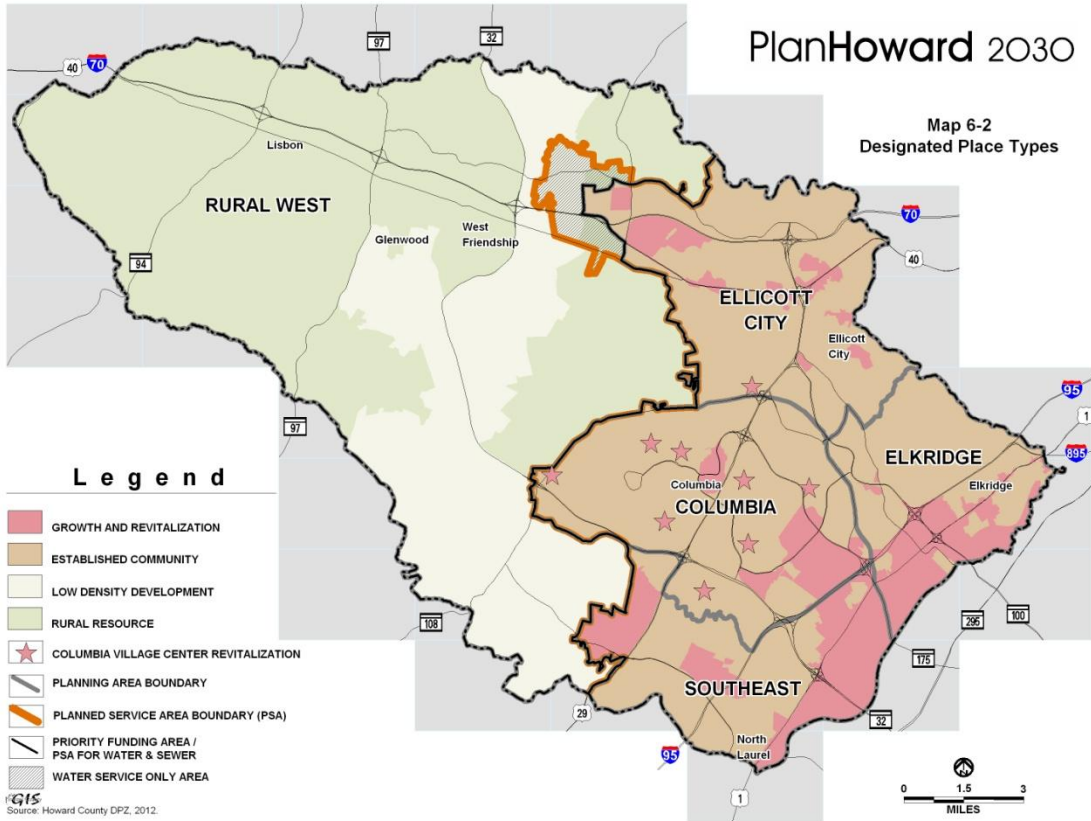 PlanHoward 2030
Map 6-2
Designated Place Types
32
97
40
70
Lisbon
RURAL WEST
West
Friendship
Glenwood
94
70
40
ELLICOTT
CITY
Ellicott
City
95
1
97
895
ELKRIDGE
Elkridge
Columbia
COLUMBIA
Legend
GROWTH AND REVITALIZATION
ESTABLISHED COMMUNITY
LOW DENSITY DEVELOPMENT
RURAL RESOURCE
COLUMBIA VILLAGE CENTER REVITALIZATION
PLANNING AREA BOUNDARY
PLANNED SERVICE AREA BOUNDARY (PSA)
PRIORITY FUNDING AREA /
PSA FOR WATER & SEWER
WATER SERVICE ONLY AREA
108
295
100
175
SOUTHEAST
29
32
North
Laurel
95
1
0 1.5 3
MILES
GIS
Source: Howard County DPZ, 2012.